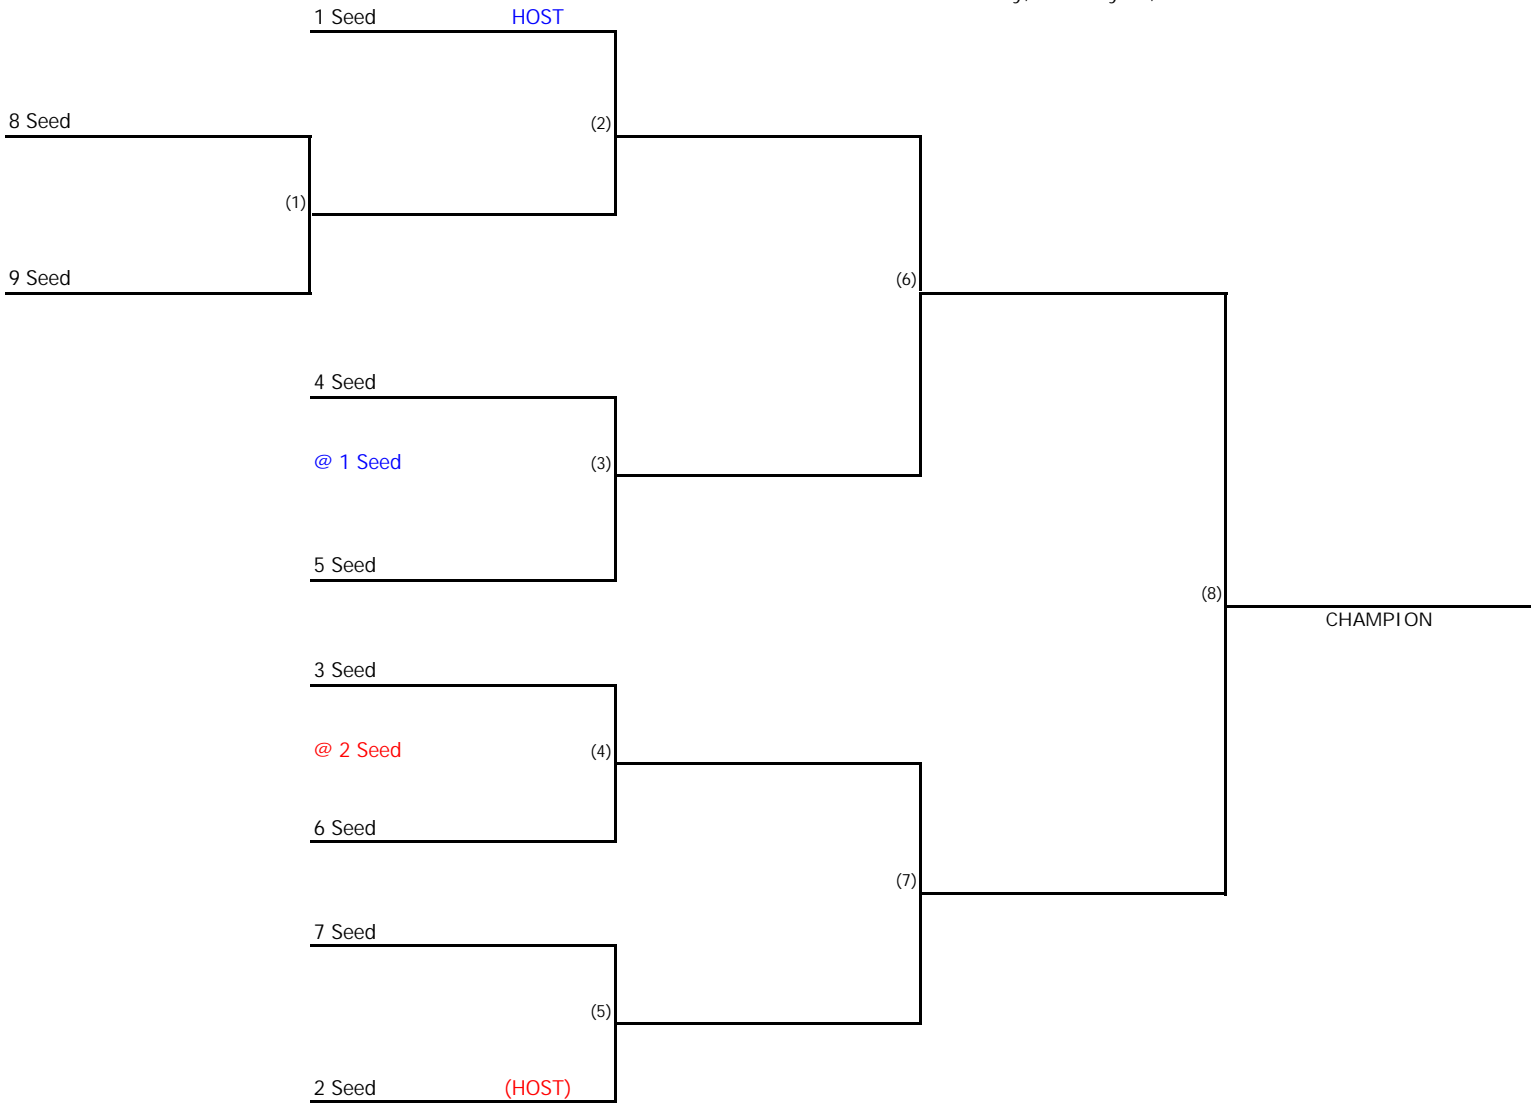 1 Seed HOST
8 Seed
(2)
(1)
9 Seed
(6)
4 Seed
@ 1 Seed (3)
5 Seed
(8)
CHAMPION
3 Seed
@ 2 Seed (4)
6 Seed
(7)
7 Seed
(5)
2 Seed (HOST)